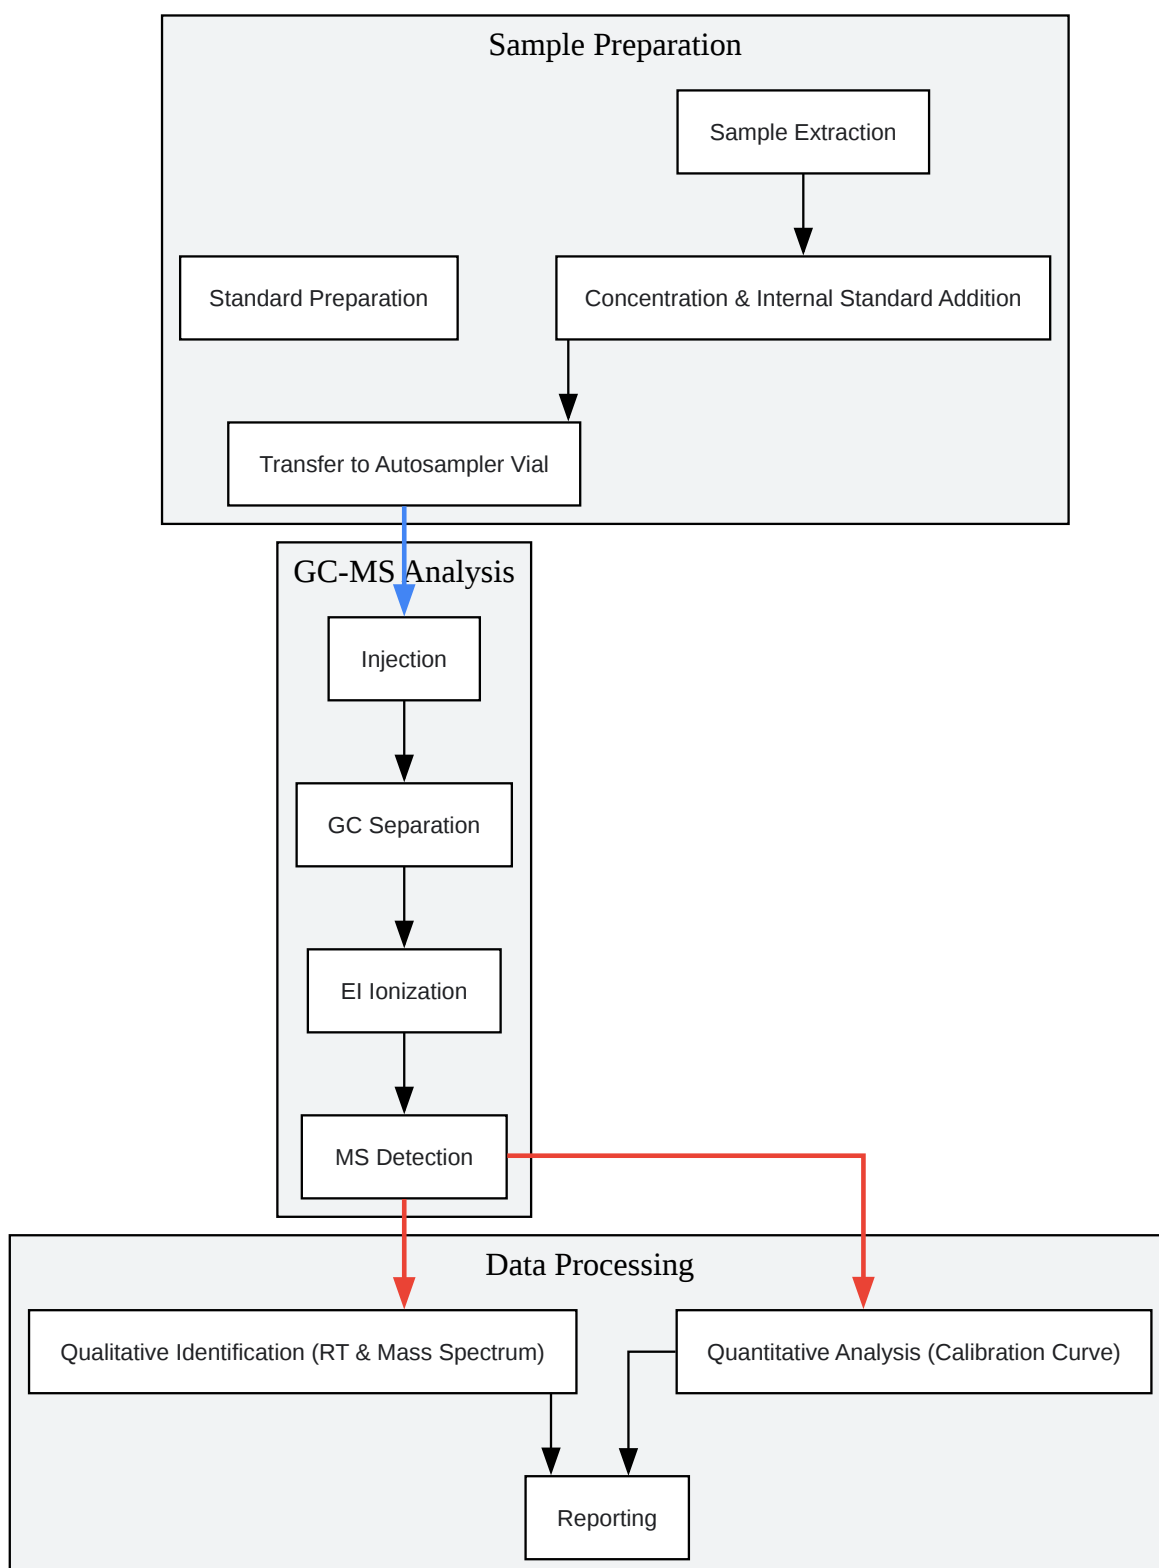 Sample Preparation
Sample Extraction
Standard Preparation
Concentration & Internal Standard Addition
Transfer to Autosampler Vial
GC-MS Analysis
Injection
GC Separation
EI Ionization
MS Detection
Data Processing
Qualitative Identification (RT & Mass Spectrum)
Quantitative Analysis (Calibration Curve)
Reporting